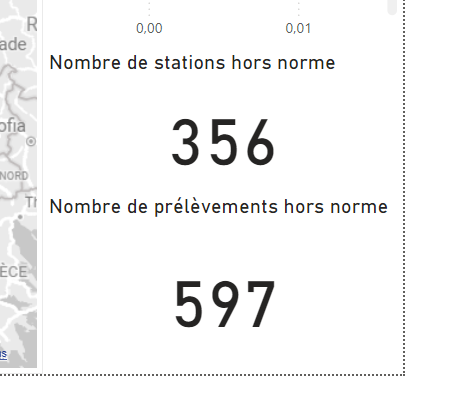 R
ade
0,00
0,01
Nombre de stations hors norme
ofia
356
NORD
Nombre de prélèvements hors norme
ÈCE
597